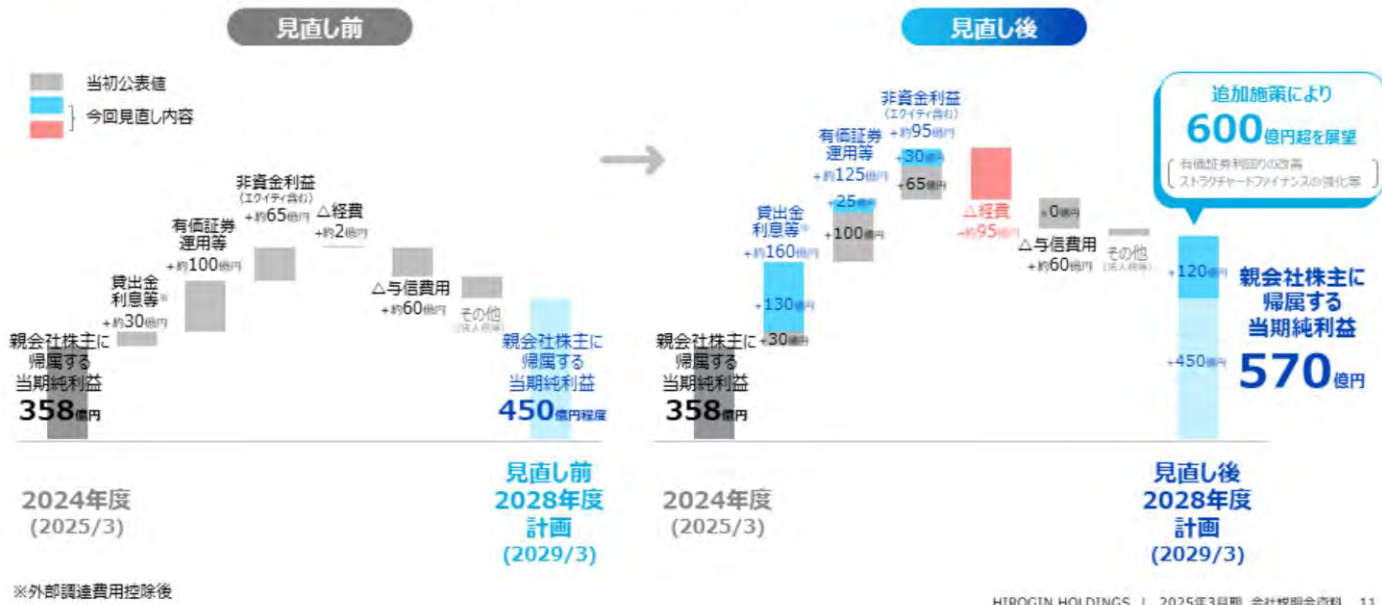 見直し前
当初公表値
今回見直し内容
非資金利益
(エクイティ含む)
+約65億円
△経費
+約2億円
有価証券
運用等
+約100億円
貸出金
利息等※
+約30億円
△与信費用
+約60億円
その他
(法人税等)
親会社株主に
帰属する
当期純利益
358億円
親会社株主に
帰属する
当期純利益
450億円程度
2024年度
(2025/3)
見直し前
2028年度
計画
(2029/3)
見直し後
非資金利益
(エクイティ含む)
+約95億円
+30億円
+65億円
有価証券
運用等
+約125億円
+25億円
+100億円
貸出金
利息等※
+約160億円
+130億円
+30億円
△経費
+約95億円
±0億円
△与信費用
+約60億円
その他
(法人税等)
追加施策により
600億円超を展望
有価証券利回りの改善
ストラクチャードファイナンスの強化等
+120億円
+450億円
親会社株主に
帰属する
当期純利益
570億円
親会社株主に
帰属する
当期純利益
358億円
2024年度
(2025/3)
見直し後
2028年度
計画
(2029/3)
※外部調達費用控除後
HIROGIN HOLDINGS | 2025年3月期 会社説明会資料 11